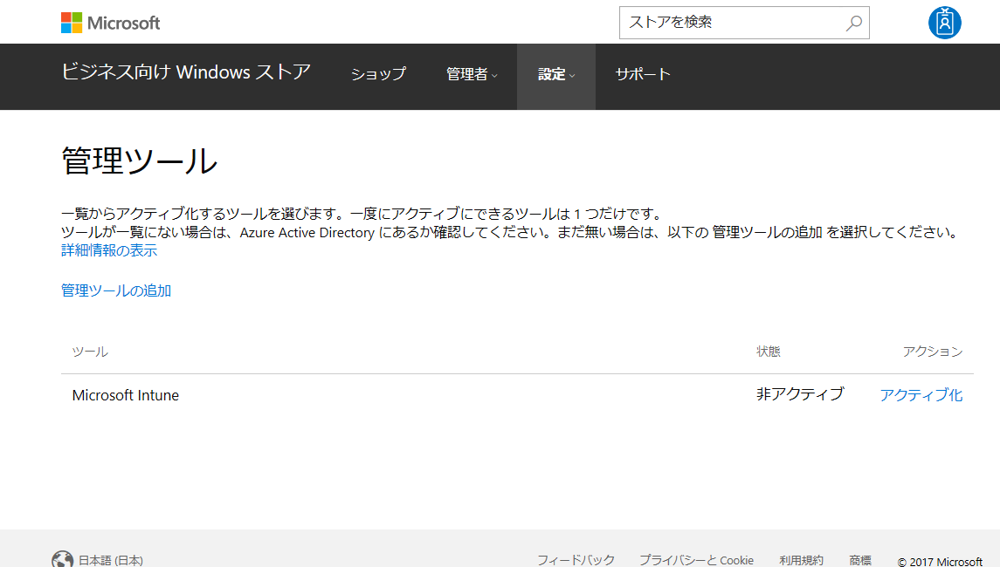 Microsoft
ストアを検索
ビジネス向け Windows ストア ショップ 管理者 設定 サポート
管理ツール
一覧からアクティブ化するツールを選びます。一度にアクティブにできるツールは 1 つだけです。
ツールが一覧にない場合は、Azure Active Directory にあるか確認してください。まだ無い場合は、以下の 管理ツールの追加 を選択してください。
詳細情報の表示
管理ツールの追加
ツール 状態 アクション
Microsoft Intune 非アクティブ アクティブ化
日本語 (日本) フィードバック プライバシーと Cookie 利用規約 商標 © 2017 Microsoft